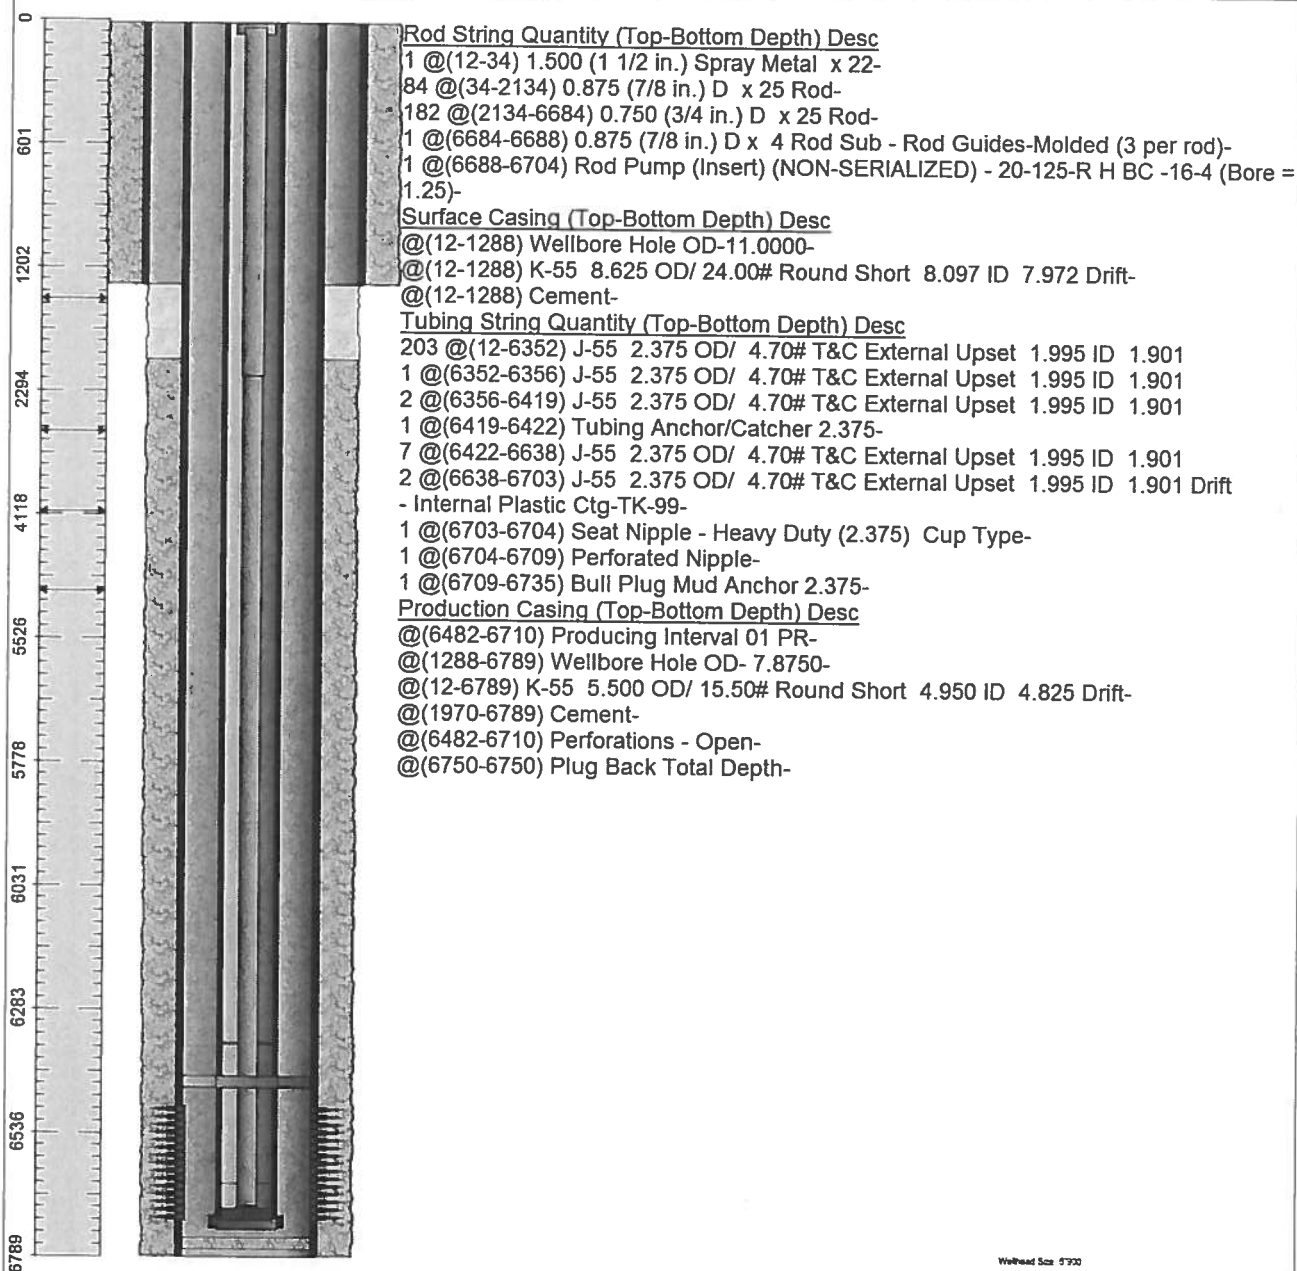 Rod String Quantity (Top-Bottom Depth) Desc
1 @(12-34) 1.500 (1 1/2 in.) Spray Metal x 22-
84 @(34-2134) 0.875 (7/8 in.) D x 25 Rod-
182 @(2134-6684) 0.750 (3/4 in.) D x 25 Rod-
1 @(6684-6688) 0.875 (7/8 in.) D x 4 Rod Sub - Rod Guides-Molded (3 per rod)-
1 @(6688-6704) Rod Pump (Insert) (NON-SERIALIZED) - 20-125-R H BC -16-4 (Bore =
1.25)-
Surface Casing (Top-Bottom Depth) Desc
@(12-1288) Wellbore Hole OD-11.0000-
@(12-1288) K-55 8.625 OD/ 24.00# Round Short 8.097 ID 7.972 Drift-
@(12-1288) Cement-
Tubing String Quantity (Top-Bottom Depth) Desc
203 @(12-6352) J-55 2.375 OD/ 4.70# T&C External Upset 1.995 ID 1.901
1 @(6352-6356) J-55 2.375 OD/ 4.70# T&C External Upset 1.995 ID 1.901
2 @(6356-6419) J-55 2.375 OD/ 4.70# T&C External Upset 1.995 ID 1.901
1 @(6419-6422) Tubing Anchor/Catcher 2.375-
7 @(6422-6638) J-55 2.375 OD/ 4.70# T&C External Upset 1.995 ID 1.901
2 @(6638-6703) J-55 2.375 OD/ 4.70# T&C External Upset 1.995 ID 1.901 Drift
- Internal Plastic Ctg-TK-99-
1 @(6703-6704) Seat Nipple - Heavy Duty (2.375) Cup Type-
1 @(6704-6709) Perforated Nipple-
1 @(6709-6735) Bull Plug Mud Anchor 2.375-
Production Casing (Top-Bottom Depth) Desc
@(6482-6710) Producing Interval 01 PR-
@(1288-6789) Wellbore Hole OD- 7.8750-
@(12-6789) K-55 5.500 OD/ 15.50# Round Short 4.950 ID 4.825 Drift-
@(1970-6789) Cement-
@(6482-6710) Perforations - Open-
@(6750-6750) Plug Back Total Depth-
0
601
1202
2294
4118
5526
5778
6031
6283
6536
6789
Wellhead Size